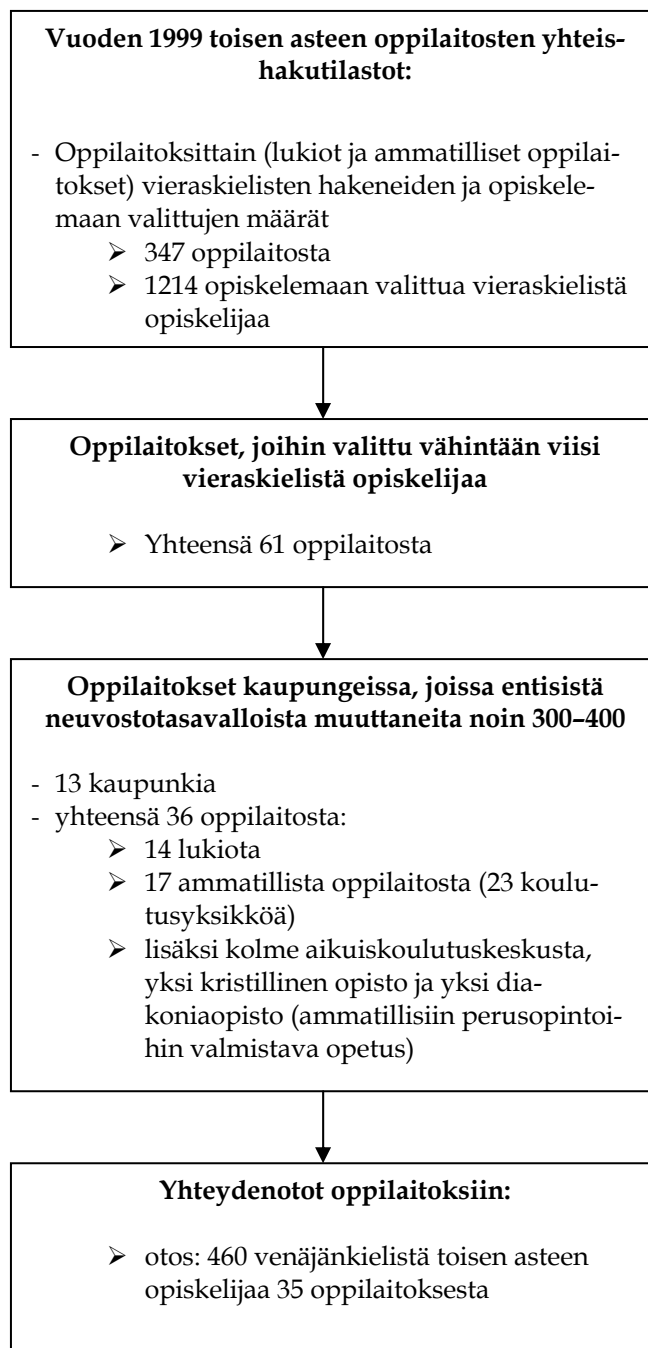 Vuoden 1999 toisen asteen oppilaitosten yhteis-
hakutilastot:
- Oppilaitoksittain (lukiot ja ammatilliset oppilai-
tokset) vieraskielisten hakeneiden ja opiskele-
maan valittujen määrät
➢ 347 oppilaitosta
➢ 1214 opiskelemaan valittua vieraskielistä
opiskelijaa
Oppilaitokset, joihin valittu vähintään viisi
vieraskielistä opiskelijaa
➢ Yhteensä 61 oppilaitosta
Oppilaitokset kaupungeissa, joissa entisistä
neuvostotasavalloista muuttaneita noin 300–400
- 13 kaupunkia
- yhteensä 36 oppilaitosta:
➢ 14 lukiota
➢ 17 ammatillista oppilaitosta (23 koulu-
tusyksikköä)
➢ lisäksi kolme aikuiskoulutuskeskusta,
yksi kristillinen opisto ja yksi dia-
koniaopisto (ammatillisiin perusopintoi-
hin valmistava opetus)
Yhteydenotot oppilaitoksiin:
➢ otos: 460 venäjänkielistä toisen asteen
opiskelijaa 35 oppilaitoksesta